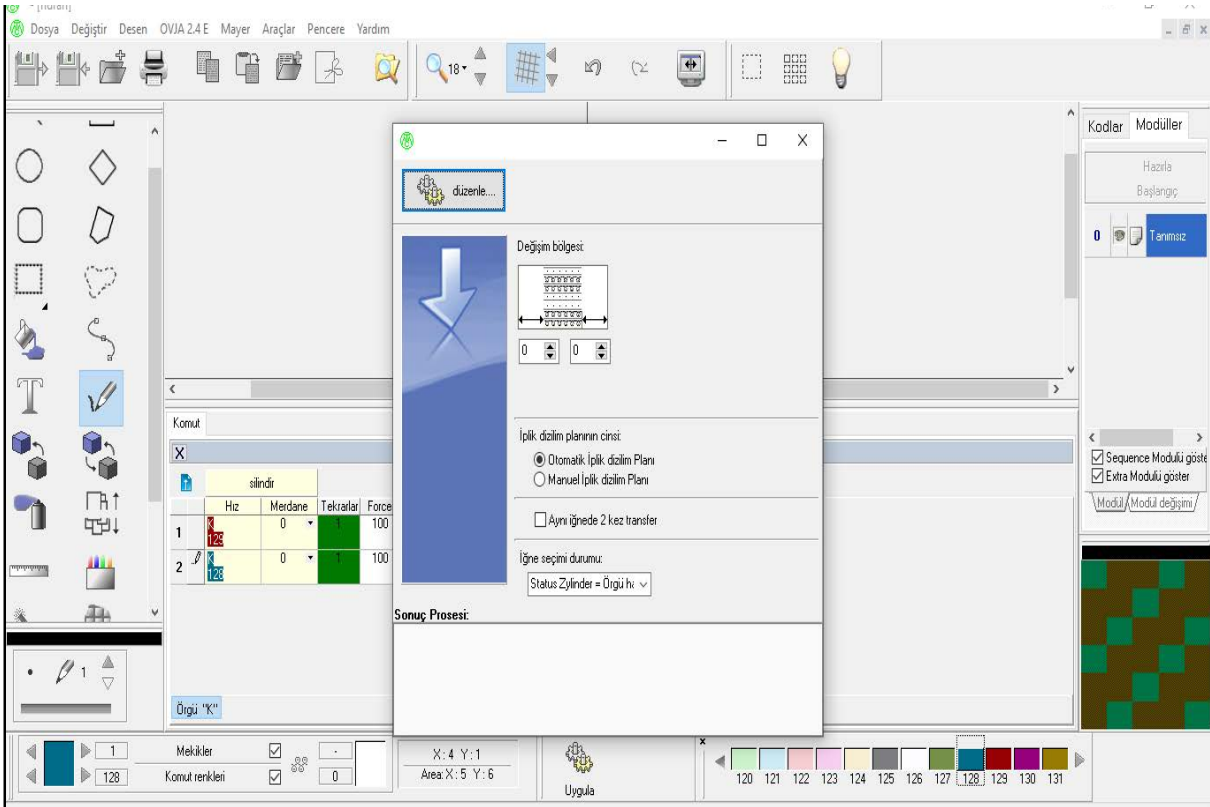 - [nuran]
Dosya Değiştir Desen OVJA 2.4 E Mayer Araçlar Pencere Yardım
18
Kodlar Modüller
Hazırla
Başlangıç
düzenle....
0 Tanımsız
Değişim bölgesi:
0 0
Komut
X
silindir
Hız Merdane Tekrarlar Force
1 K 129 0 1 100
2 K 128 0 1 100
İplik dizilim planının cinsi:
Otomatik İplik dizilim Planı
Manuel İplik dizilim Planı
Aynı iğnede 2 kez transfer
İğne seçimi durumu:
Status Zylinder = Örgü ha
Sonuç Prosesi:
Sequence Modulü göste
Extra Modulü göster
Modül Modül değişimi
T
1
Örgü "K"
1 Mekikler
128 Komut renkleri 0
X: 4 Y: 1
Area: X: 5 Y: 6
Uygula
120 121 122 123 124 125 126 127 128 129 130 131